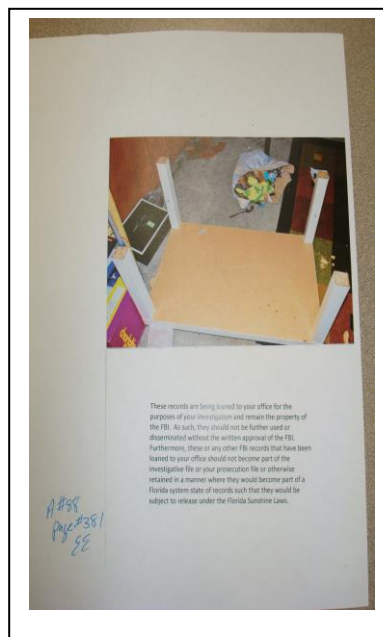 These records are being loaned to your office for the
purposes of your investigation and remain the property of
the FBI. As such, they should not be further used or
disseminated without the written approval of the FBI.
Furthermore, these or any other FBI records that have been
loaned to your office should not become part of the
investigative file or your prosecution file or otherwise
retained in a manner where they would become part of a
Florida system state of records such that they would be
subject to release under the Florida Sunshine Laws.
A #88
page #381